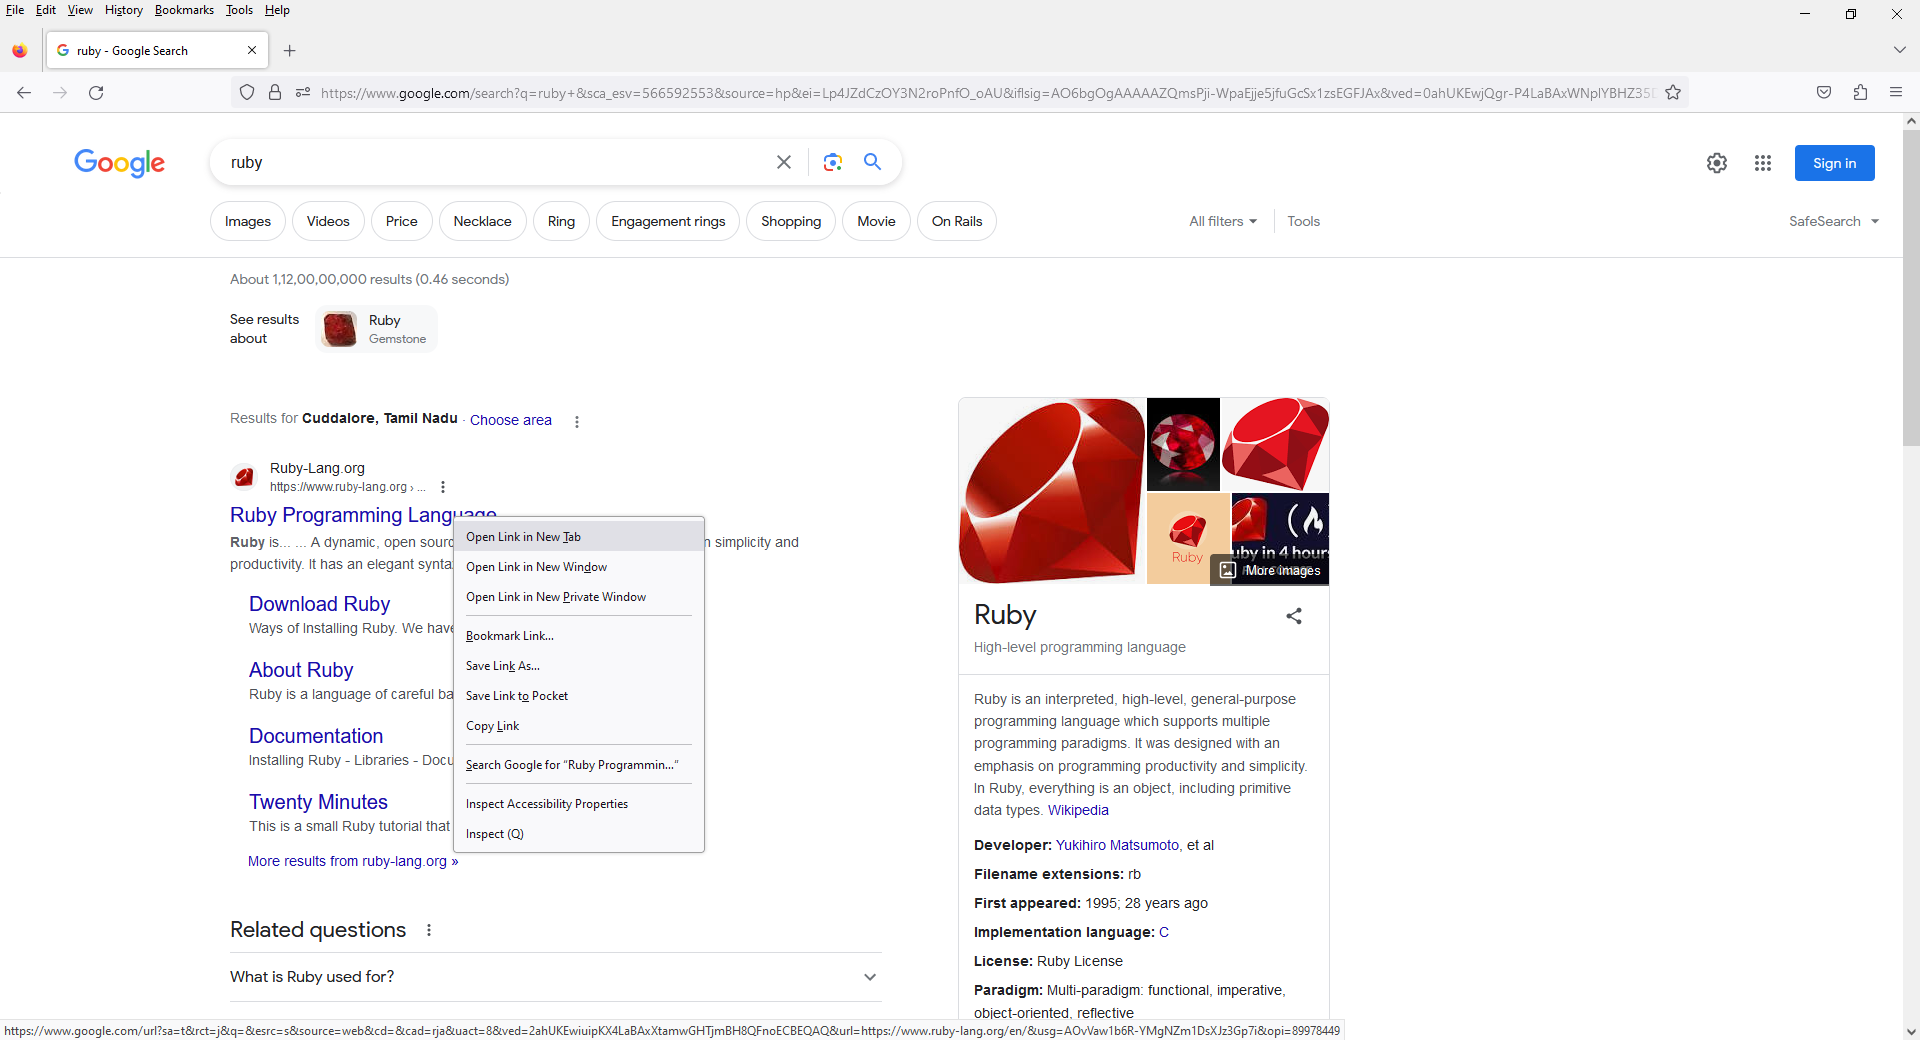 File Edit View History Bookmarks Tools Help
ruby - Google Search
https://www.google.com/search?q=ruby+&sca_esv=566592553&source=hp&ei=Lp4JZdCzOY3N2roPnfO_oAU&iflsig=AO6bgOgAAAAAZQmsPji-WpaEjje5jfuGcSx1zsEGFJAx&ved=0ahUKEwjQgr-P4LaBAxWNplYBHZ35D
Google
ruby
Sign in
Images Videos Price Necklace Ring Engagement rings Shopping Movie On Rails
All filters Tools
SafeSearch
About 1,12,00,00,000 results (0.46 seconds)
See results about
Ruby
Gemstone
Results for Cuddalore, Tamil Nadu · Choose area
Ruby-Lang.org
https://www.ruby-lang.org › ...
Ruby Programming Language
Ruby is... ... A dynamic, open sour n simplicity and
productivity. It has an elegant synta
Download Ruby
Ways of Installing Ruby. We have
About Ruby
Ruby is a language of careful ba
Documentation
Installing Ruby - Libraries - Docu
Twenty Minutes
This is a small Ruby tutorial that
More results from ruby-lang.org »
Open Link in New Tab
Open Link in New Window
Open Link in New Private Window
Bookmark Link...
Save Link As...
Save Link to Pocket
Copy Link
Search Google for “Ruby Programmin...”
Inspect Accessibility Properties
Inspect (Q)
Related questions
What is Ruby used for?
Ruby
uby in 4 hour
More images
Ruby
High-level programming language
Ruby is an interpreted, high-level, general-purpose
programming language which supports multiple
programming paradigms. It was designed with an
emphasis on programming productivity and simplicity.
In Ruby, everything is an object, including primitive
data types. Wikipedia
Developer: Yukihiro Matsumoto, et al
Filename extensions: rb
First appeared: 1995; 28 years ago
Implementation language: C
License: Ruby License
Paradigm: Multi-paradigm: functional, imperative,
object-oriented, reflective
https://www.google.com/url?sa=t&rct=j&q=&esrc=s&source=web&cd=&cad=rja&uact=8&ved=2ahUKEwiuipKX4LaBAxXtamwGHTjmBH8QFnoECBEQAQ&url=https://www.ruby-lang.org/en/&usg=AOvVaw1b6R-YMgNZm1DsXJz3Gp7i&opi=89978449